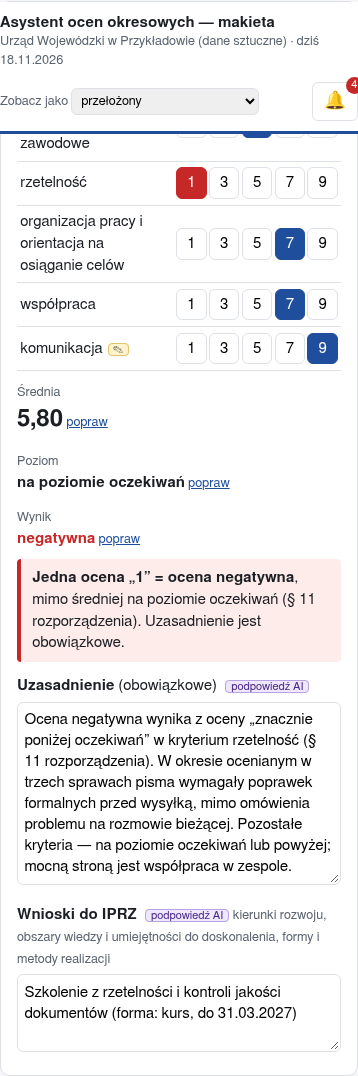 Asystent ocen okresowych — makieta
Urząd Wojewódzki w Przykładowie (dane sztuczne) · dziś
18.11.2026
Zobacz jako przełożony
4
zawodowe
rzetelność 1 3 5 7 9
organizacja pracy i
orientacja na
osiąganie celów
1 3 5 7 9
współpraca 1 3 5 7 9
komunikacja 1 3 5 7 9
Średnia
5,80 popraw
Poziom
na poziomie oczekiwań popraw
Wynik
negatywna popraw
Jedna ocena „1” = ocena negatywna,
mimo średniej na poziomie oczekiwań (§ 11
rozporządzenia). Uzasadnienie jest
obowiązkowe.
Uzasadnienie (obowiązkowe) podpowiedź AI
Ocena negatywna wynika z oceny „znacznie
poniżej oczekiwań” w kryterium rzetelność (§
11 rozporządzenia). W okresie ocenianym w
trzech sprawach pisma wymagały poprawek
formalnych przed wysyłką, mimo omówienia
problemu na rozmowie bieżącej. Pozostałe
kryteria — na poziomie oczekiwań lub powyżej;
mocną stroną jest współpraca w zespole.
Wnioski do IPRZ podpowiedź AI kierunki rozwoju,
obszary wiedzy i umiejętności do doskonalenia, formy i
metody realizacji
Szkolenie z rzetelności i kontroli jakości
dokumentów (forma: kurs, do 31.03.2027)